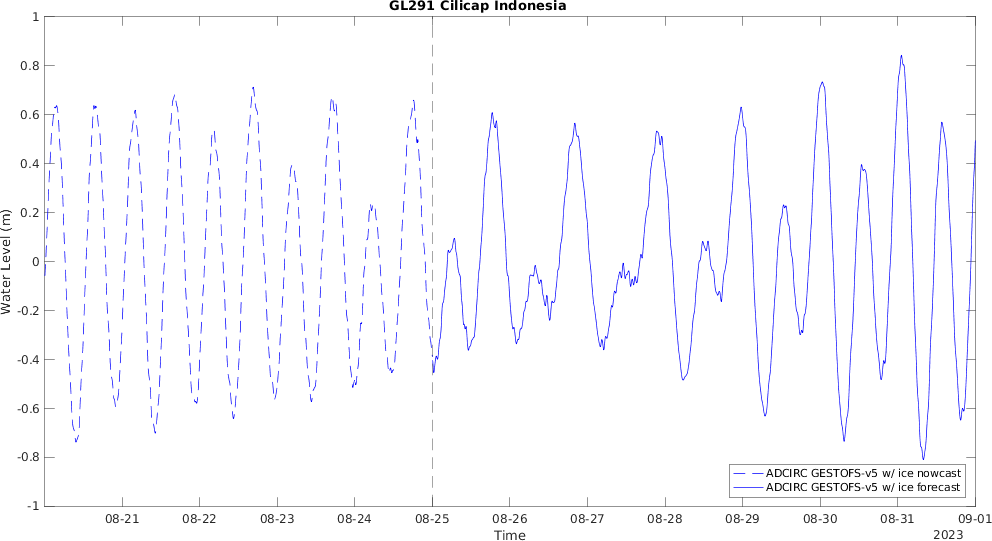 GL291 Cilicap Indonesia
1
0.8
0.6
0.4
0.2
0
-0.2
-0.4
-0.6
-0.8
-1
Water Level (m)
ADCIRC GESTOFS-v5 w/ ice nowcast
ADCIRC GESTOFS-v5 w/ ice forecast
08-21 08-22 08-23 08-24 08-25 08-26 08-27 08-28 08-29 08-30 08-31 09-01
Time
2023